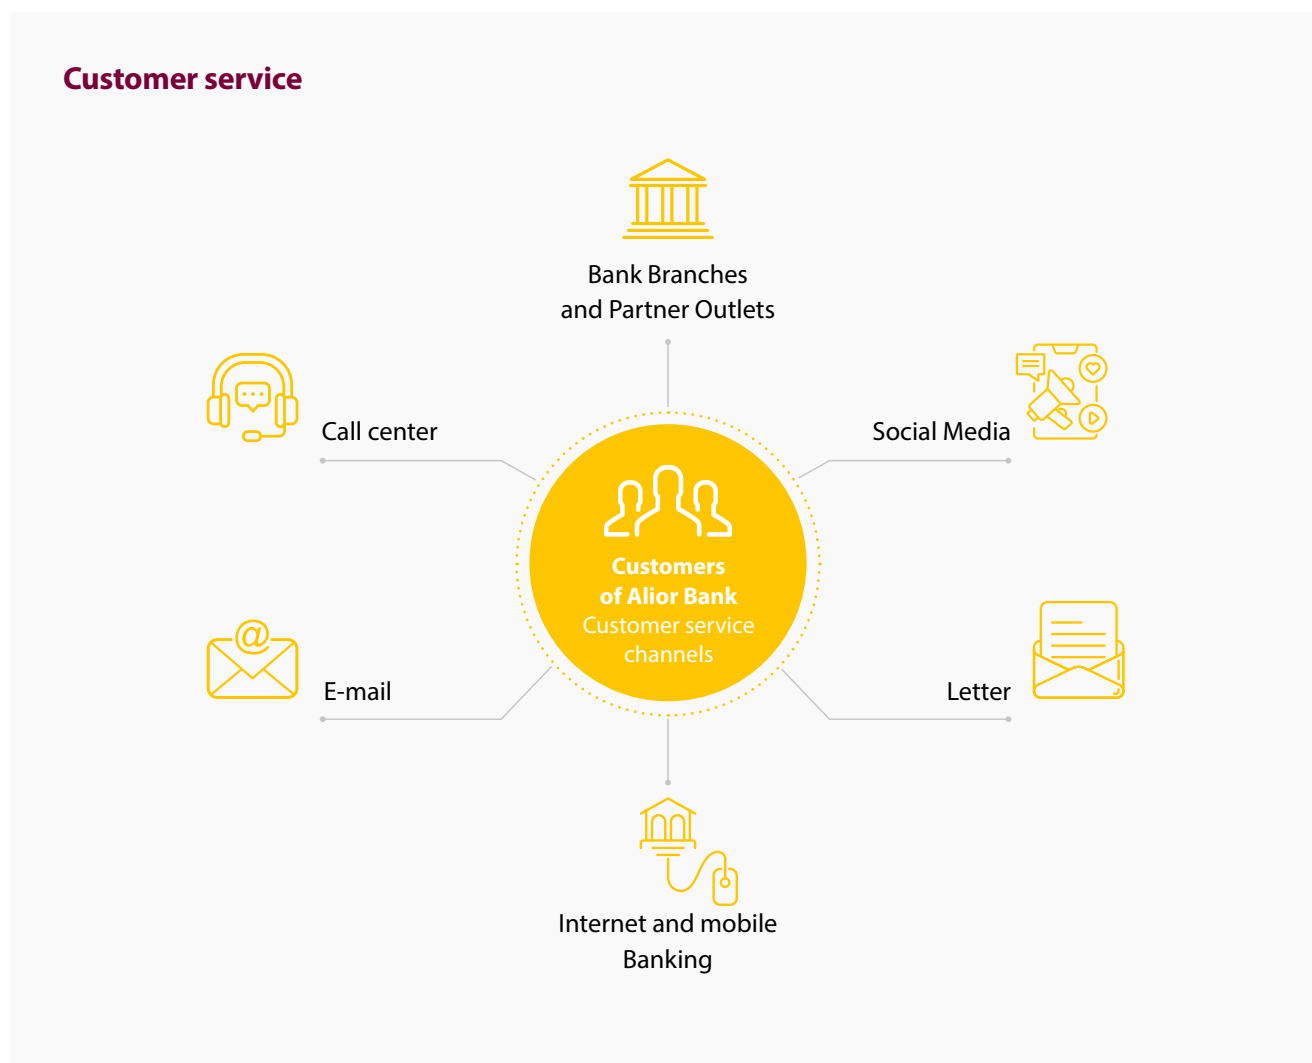 Customer service
Bank Branches
and Partner Outlets
Call center
Social Media
Customers
of Alior Bank
Customer service
channels
@
E-mail
Letter
Internet and mobile
Banking